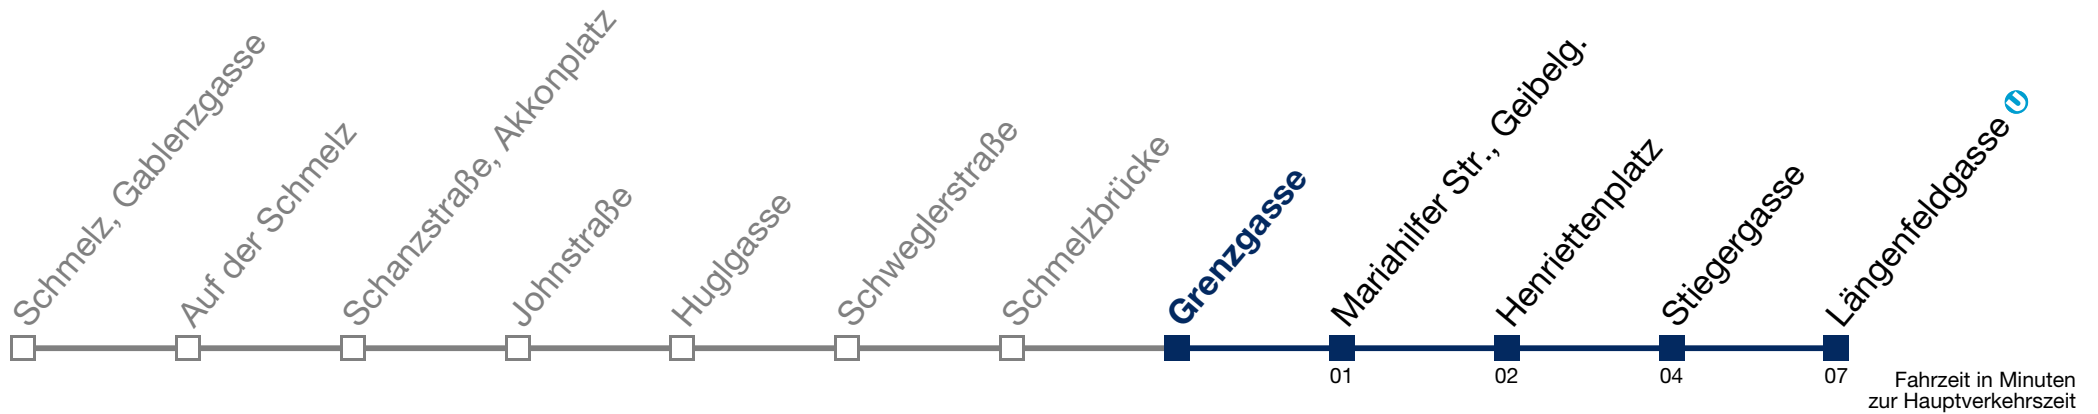 Schmelz, Gablenzgasse
Auf der Schmelz
Schanzstraße, Akkonplatz
Johnstraße
Huglgasse
Schweglerstraße
Schmelzbrücke
Grenzgasse
Mariahilfer Str., Geibelg.
Henriettenplatz
Stiegergasse
Längenfeldgasse U
01
02
04
07
Fahrzeit in Minuten
zur Hauptverkehrszeit